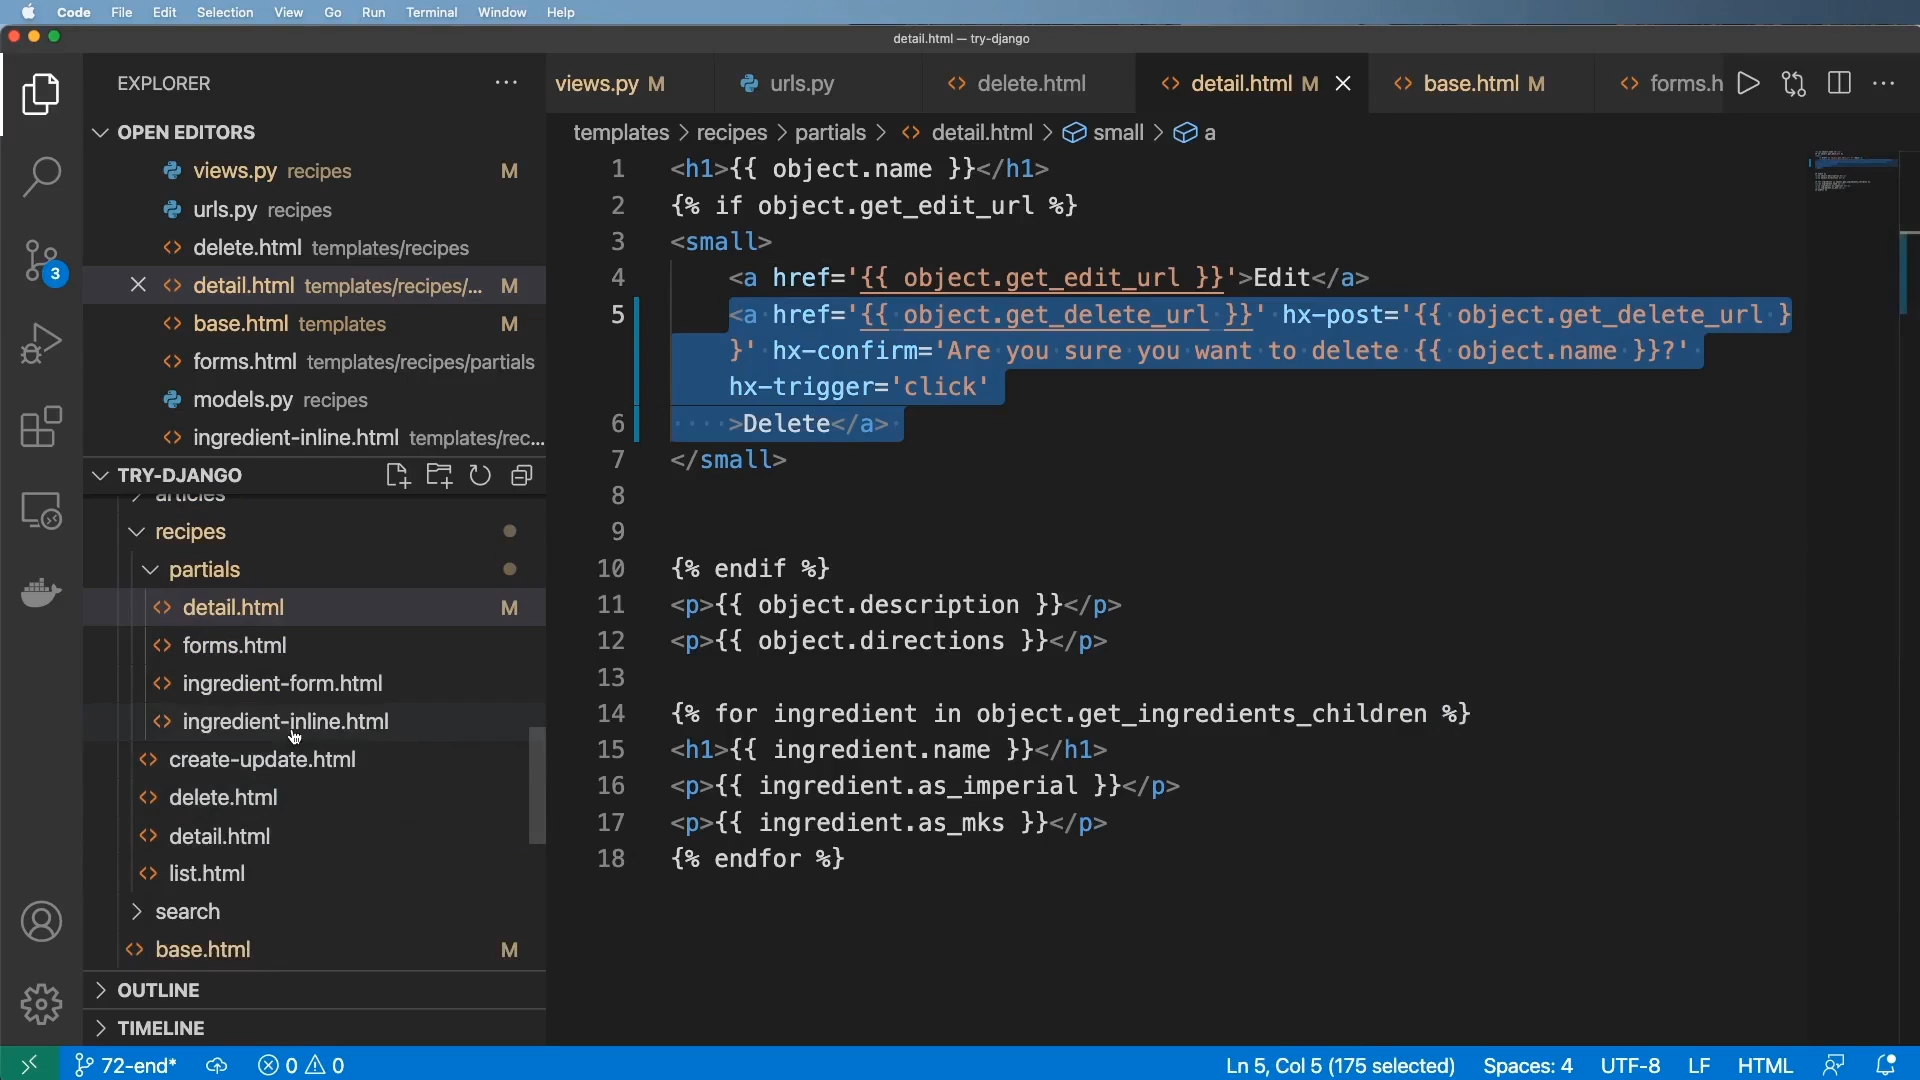 Code File Edit Selection View Go Run Terminal Window Help
detail.html — try-django
EXPLORER
views.py M
urls.py
delete.html
detail.html M
base.html M
forms.h
OPEN EDITORS
views.py recipes M
urls.py recipes
delete.html templates/recipes
detail.html templates/recipes/... M
base.html templates M
forms.html templates/recipes/partials
models.py recipes
ingredient-inline.html templates/rec...
TRY-DJANGO
articles
recipes
partials
detail.html M
forms.html
ingredient-form.html
ingredient-inline.html
create-update.html
delete.html
detail.html
list.html
search
base.html M
OUTLINE
TIMELINE
templates > recipes > partials > detail.html > small > a
1 <h1>{{ object.name }}</h1>
2 {% if object.get_edit_url %}
3 <small>
4 <a href='{{ object.get_edit_url }}'>Edit</a>
5 <a href='{{ object.get_delete_url }}' hx-post='{{ object.get_delete_url }
}' hx-confirm='Are you sure you want to delete {{ object.name }}?'
hx-trigger='click'
6 >Delete</a>
7 </small>
8
9
10 {% endif %}
11 <p>{{ object.description }}</p>
12 <p>{{ object.directions }}</p>
13
14 {% for ingredient in object.get_ingredients_children %}
15 <h1>{{ ingredient.name }}</h1>
16 <p>{{ ingredient.as_imperial }}</p>
17 <p>{{ ingredient.as_mks }}</p>
18 {% endfor %}
3
72-end* 0 0 Ln 5, Col 5 (175 selected) Spaces: 4 UTF-8 LF HTML